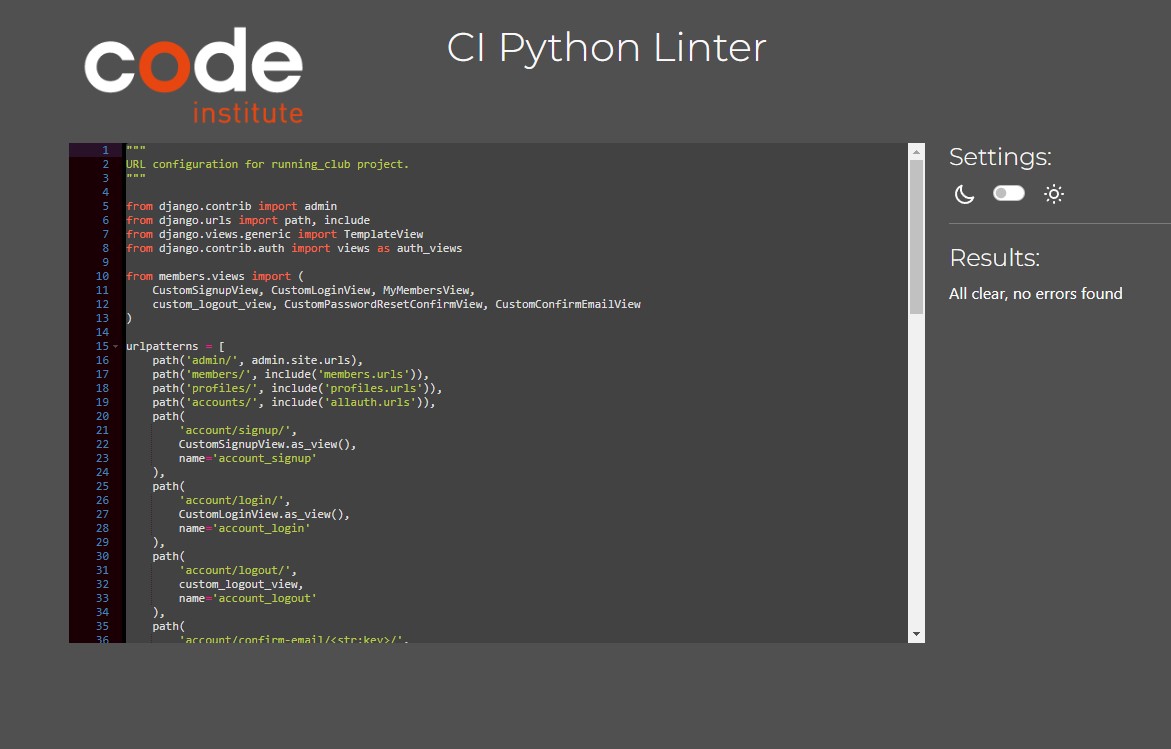 code
institute
CI Python Linter
1 """
2 URL configuration for running_club project.
3 """
4
5 from django.contrib import admin
6 from django.urls import path, include
7 from django.views.generic import TemplateView
8 from django.contrib.auth import views as auth_views
9
10 from members.views import (
11     CustomSignupView, CustomLoginView, MyMembersView,
12     custom_logout_view, CustomPasswordResetConfirmView, CustomConfirmEmailView
13 )
14
15 urlpatterns = [
16     path('admin/', admin.site.urls),
17     path('members/', include('members.urls')),
18     path('profiles/', include('profiles.urls')),
19     path('accounts/', include('allauth.urls')),
20     path(
21         'account/signup/',
22         CustomSignupView.as_view(),
23         name='account_signup'
24     ),
25     path(
26         'account/login/',
27         CustomLoginView.as_view(),
28         name='account_login'
29     ),
30     path(
31         'account/logout/',
32         custom_logout_view,
33         name='account_logout'
34     ),
35     path(
36         'account/confirm-email/<str:key>/',
Settings:
Results:
All clear, no errors found